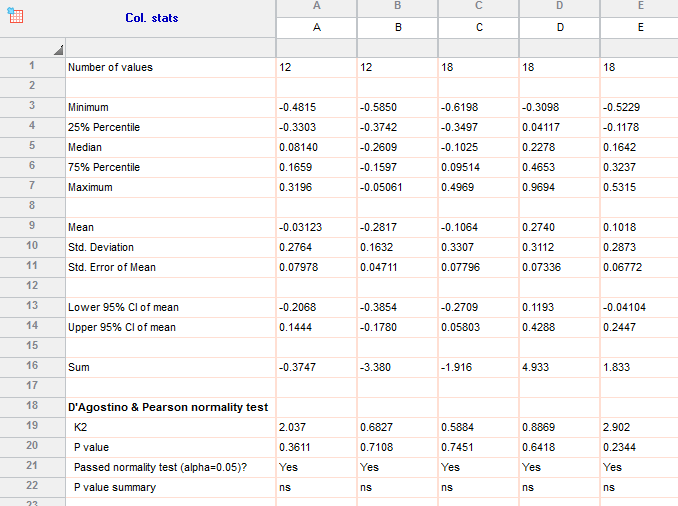 Col. stats A B C D E
A B C D E
1 Number of values 12 12 18 18 18
2
3 Minimum -0.4815 -0.5850 -0.6198 -0.3098 -0.5229
4 25% Percentile -0.3303 -0.3742 -0.3497 0.04117 -0.1178
5 Median 0.08140 -0.2609 -0.1025 0.2278 0.1642
6 75% Percentile 0.1659 -0.1597 0.09514 0.4653 0.3237
7 Maximum 0.3196 -0.05061 0.4969 0.9694 0.5315
8
9 Mean -0.03123 -0.2817 -0.1064 0.2740 0.1018
10 Std. Deviation 0.2764 0.1632 0.3307 0.3112 0.2873
11 Std. Error of Mean 0.07978 0.04711 0.07796 0.07336 0.06772
12
13 Lower 95% CI of mean -0.2068 -0.3854 -0.2709 0.1193 -0.04104
14 Upper 95% CI of mean 0.1444 -0.1780 0.05803 0.4288 0.2447
15
16 Sum -0.3747 -3.380 -1.916 4.933 1.833
17
18 D'Agostino & Pearson normality test
19 K2 2.037 0.6827 0.5884 0.8869 2.902
20 P value 0.3611 0.7108 0.7451 0.6418 0.2344
21 Passed normality test (alpha=0.05)? Yes Yes Yes Yes Yes
22 P value summary ns ns ns ns ns
23